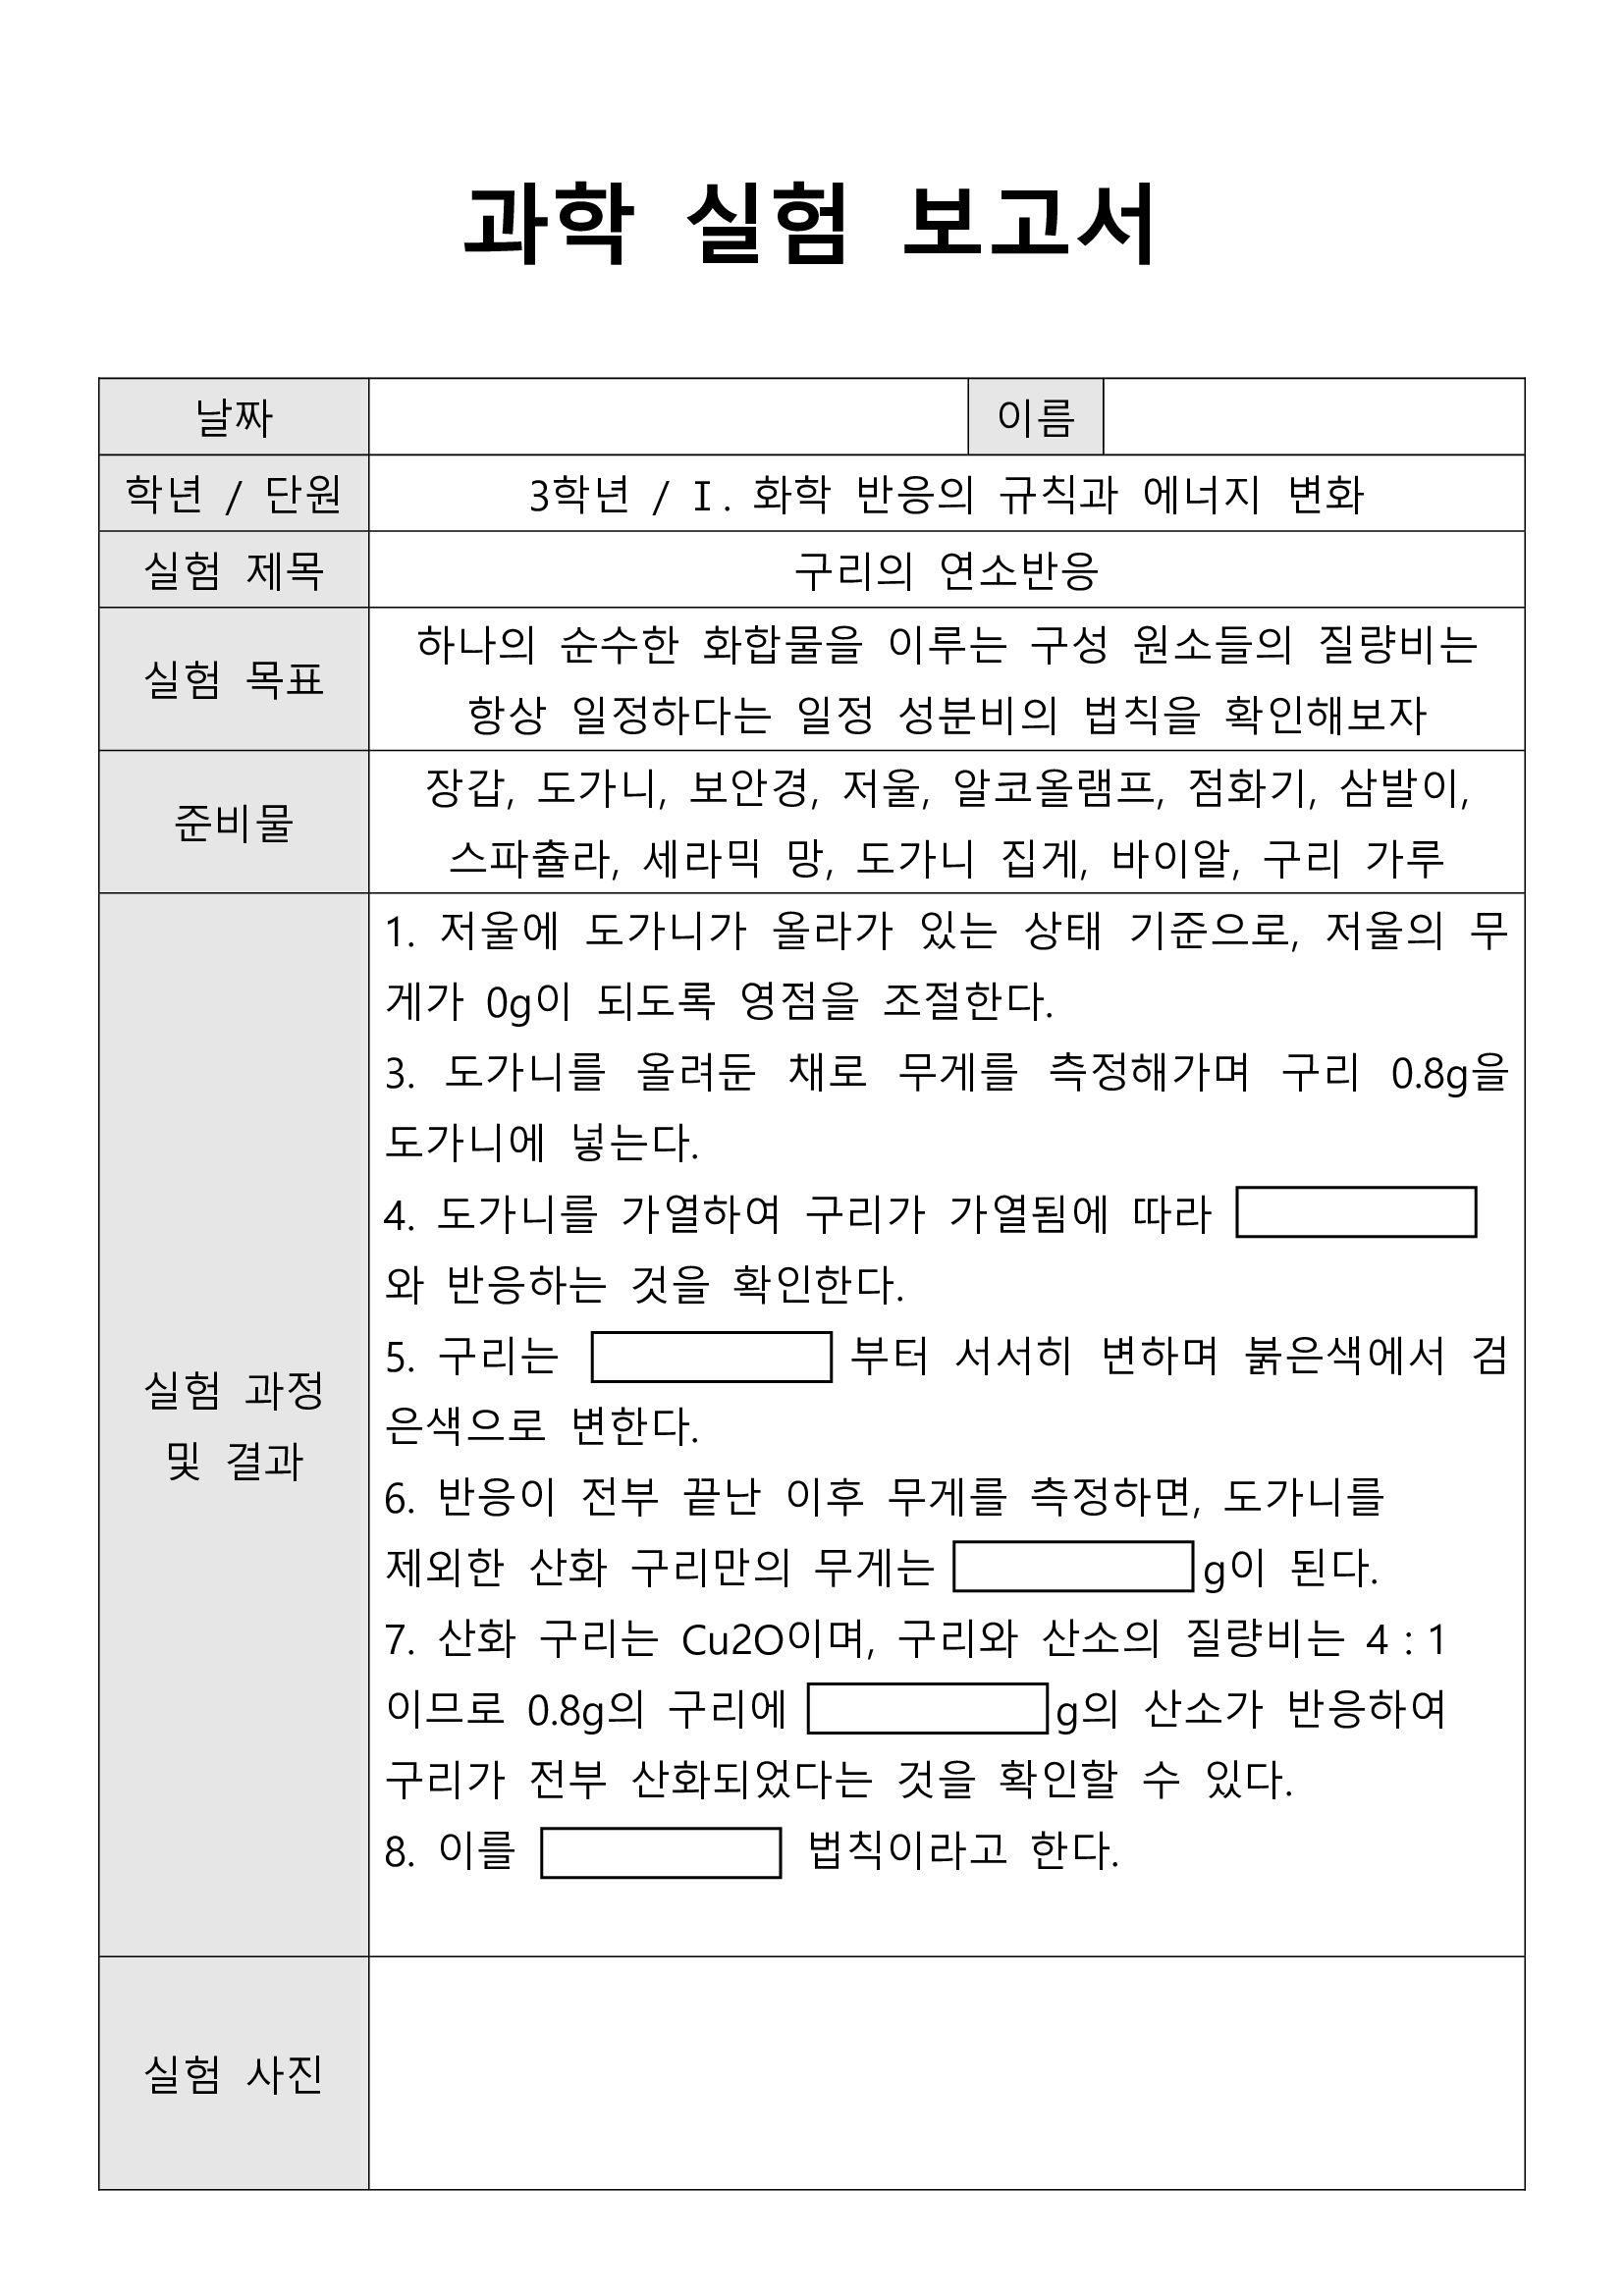 과학 실험 보고서
날짜
이름
학년 / 단원
3학년 / Ⅰ. 화학 반응의 규칙과 에너지 변화
실험 제목
구리의 연소반응
실험 목표
하나의 순수한 화합물을 이루는 구성 원소들의 질량비는
항상 일정하다는 일정 성분비의 법칙을 확인해보자
준비물
장갑, 도가니, 보안경, 저울, 알코올램프, 점화기, 삼발이,
스파츌라, 세라믹 망, 도가니 집게, 바이알, 구리 가루
실험 과정
및 결과
1. 저울에 도가니가 올라가 있는 상태 기준으로, 저울의 무
게가 0g이 되도록 영점을 조절한다.
3. 도가니를 올려둔 채로 무게를 측정해가며 구리 0.8g을
도가니에 넣는다.
4. 도가니를 가열하여 구리가 가열됨에 따라
와 반응하는 것을 확인한다.
5. 구리는 부터 서서히 변하며 붉은색에서 검
은색으로 변한다.
6. 반응이 전부 끝난 이후 무게를 측정하면, 도가니를
제외한 산화 구리만의 무게는 g이 된다.
7. 산화 구리는 Cu2O이며, 구리와 산소의 질량비는 4 : 1
이므로 0.8g의 구리에 g의 산소가 반응하여
구리가 전부 산화되었다는 것을 확인할 수 있다.
8. 이를 법칙이라고 한다.
실험 사진